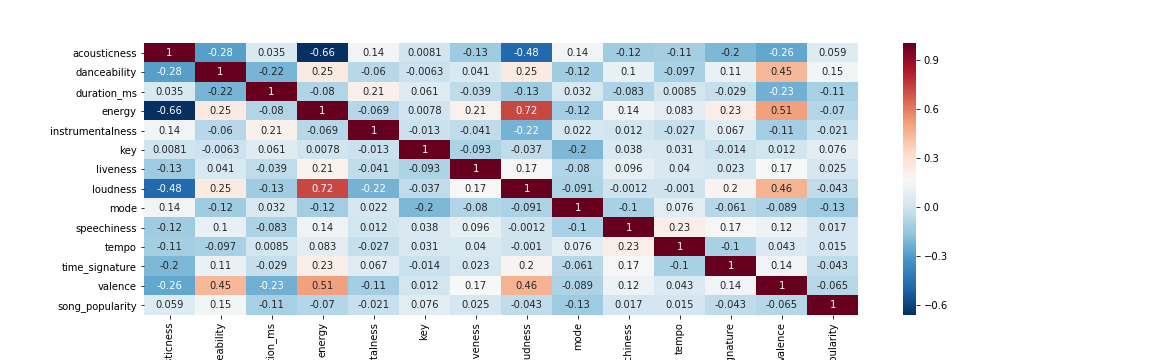 acousticness 1 -0.28 0.035 -0.66 0.14 0.0081 -0.13 -0.48 0.14 -0.12 -0.11 -0.2 -0.26 0.059
danceability -0.28 1 -0.22 0.25 -0.06 -0.0063 0.041 0.25 -0.12 0.1 -0.097 0.11 0.45 0.15
duration_ms 0.035 -0.22 1 -0.08 0.21 0.061 -0.039 -0.13 0.032 -0.083 0.0085 -0.029 -0.23 -0.11
energy -0.66 0.25 -0.08 1 -0.069 0.0078 0.21 0.72 -0.12 0.14 0.083 0.23 0.51 -0.07
instrumentalness 0.14 -0.06 0.21 -0.069 1 -0.013 -0.041 -0.22 0.022 0.012 -0.027 0.067 -0.11 -0.021
key 0.0081 -0.0063 0.061 0.0078 -0.013 1 -0.093 -0.037 -0.2 0.038 0.031 -0.014 0.012 0.076
liveness -0.13 0.041 -0.039 0.21 -0.041 -0.093 1 0.17 -0.08 0.096 0.04 0.023 0.17 0.025
loudness -0.48 0.25 -0.13 0.72 -0.22 -0.037 0.17 1 -0.091 -0.0012 -0.001 0.2 0.46 -0.043
mode 0.14 -0.12 0.032 -0.12 0.022 -0.2 -0.08 -0.091 1 -0.1 0.076 -0.061 -0.089 -0.13
speechiness -0.12 0.1 -0.083 0.14 0.012 0.038 0.096 -0.0012 -0.1 1 0.23 0.17 0.12 0.017
tempo -0.11 -0.097 0.0085 0.083 -0.027 0.031 0.04 -0.001 0.076 0.23 1 -0.1 0.043 0.015
time_signature -0.2 0.11 -0.029 0.23 0.067 -0.014 0.023 0.2 -0.061 0.17 -0.1 1 0.14 -0.043
valence -0.26 0.45 -0.23 0.51 -0.11 0.012 0.17 0.46 -0.089 0.12 0.043 0.14 1 -0.065
song_popularity 0.059 0.15 -0.11 -0.07 -0.021 0.076 0.025 -0.043 -0.13 0.017 0.015 -0.043 -0.065 1
sticness eability ion_ms energy talness key veness udness mode chiness tempo gnature valence pularity
0.9
0.6
0.3
0.0
−0.3
−0.6